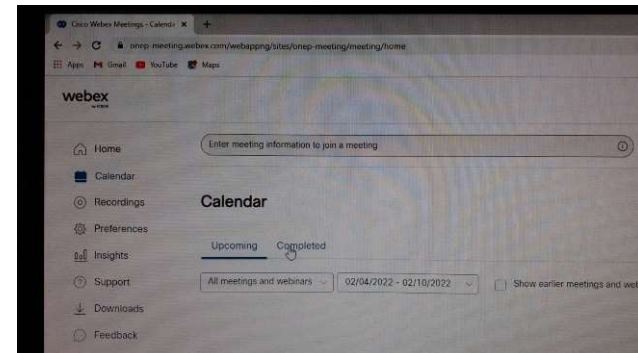 Cisco Webex Meetings - Calenda
onep-meeting.webex.com/webappng/sites/onep-meeting/meeting/home
Apps Gmail YouTube Maps
webex
by CISCO
Enter meeting information to join a meeting
Home
Calendar
Recordings
Calendar
Preferences
Upcoming Completed
Insights
Support
All meetings and webinars 02/04/2022 - 02/10/2022 Show earlier meetings and
Downloads
Feedback